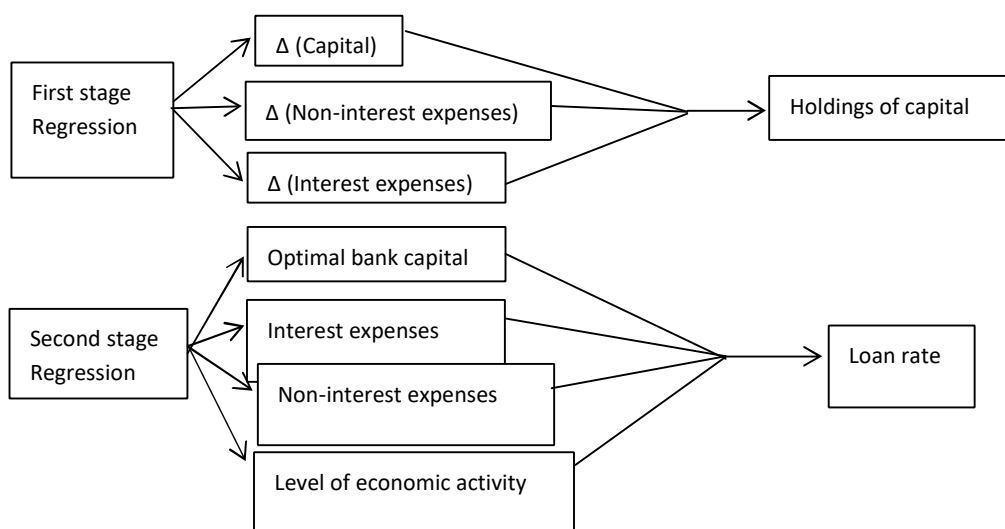 First stage
Regression
Δ (Capital)
Δ (Non-interest expenses)
Δ (Interest expenses)
Holdings of capital
Second stage
Regression
Optimal bank capital
Interest expenses
Non-interest expenses
Level of economic activity
Loan rate